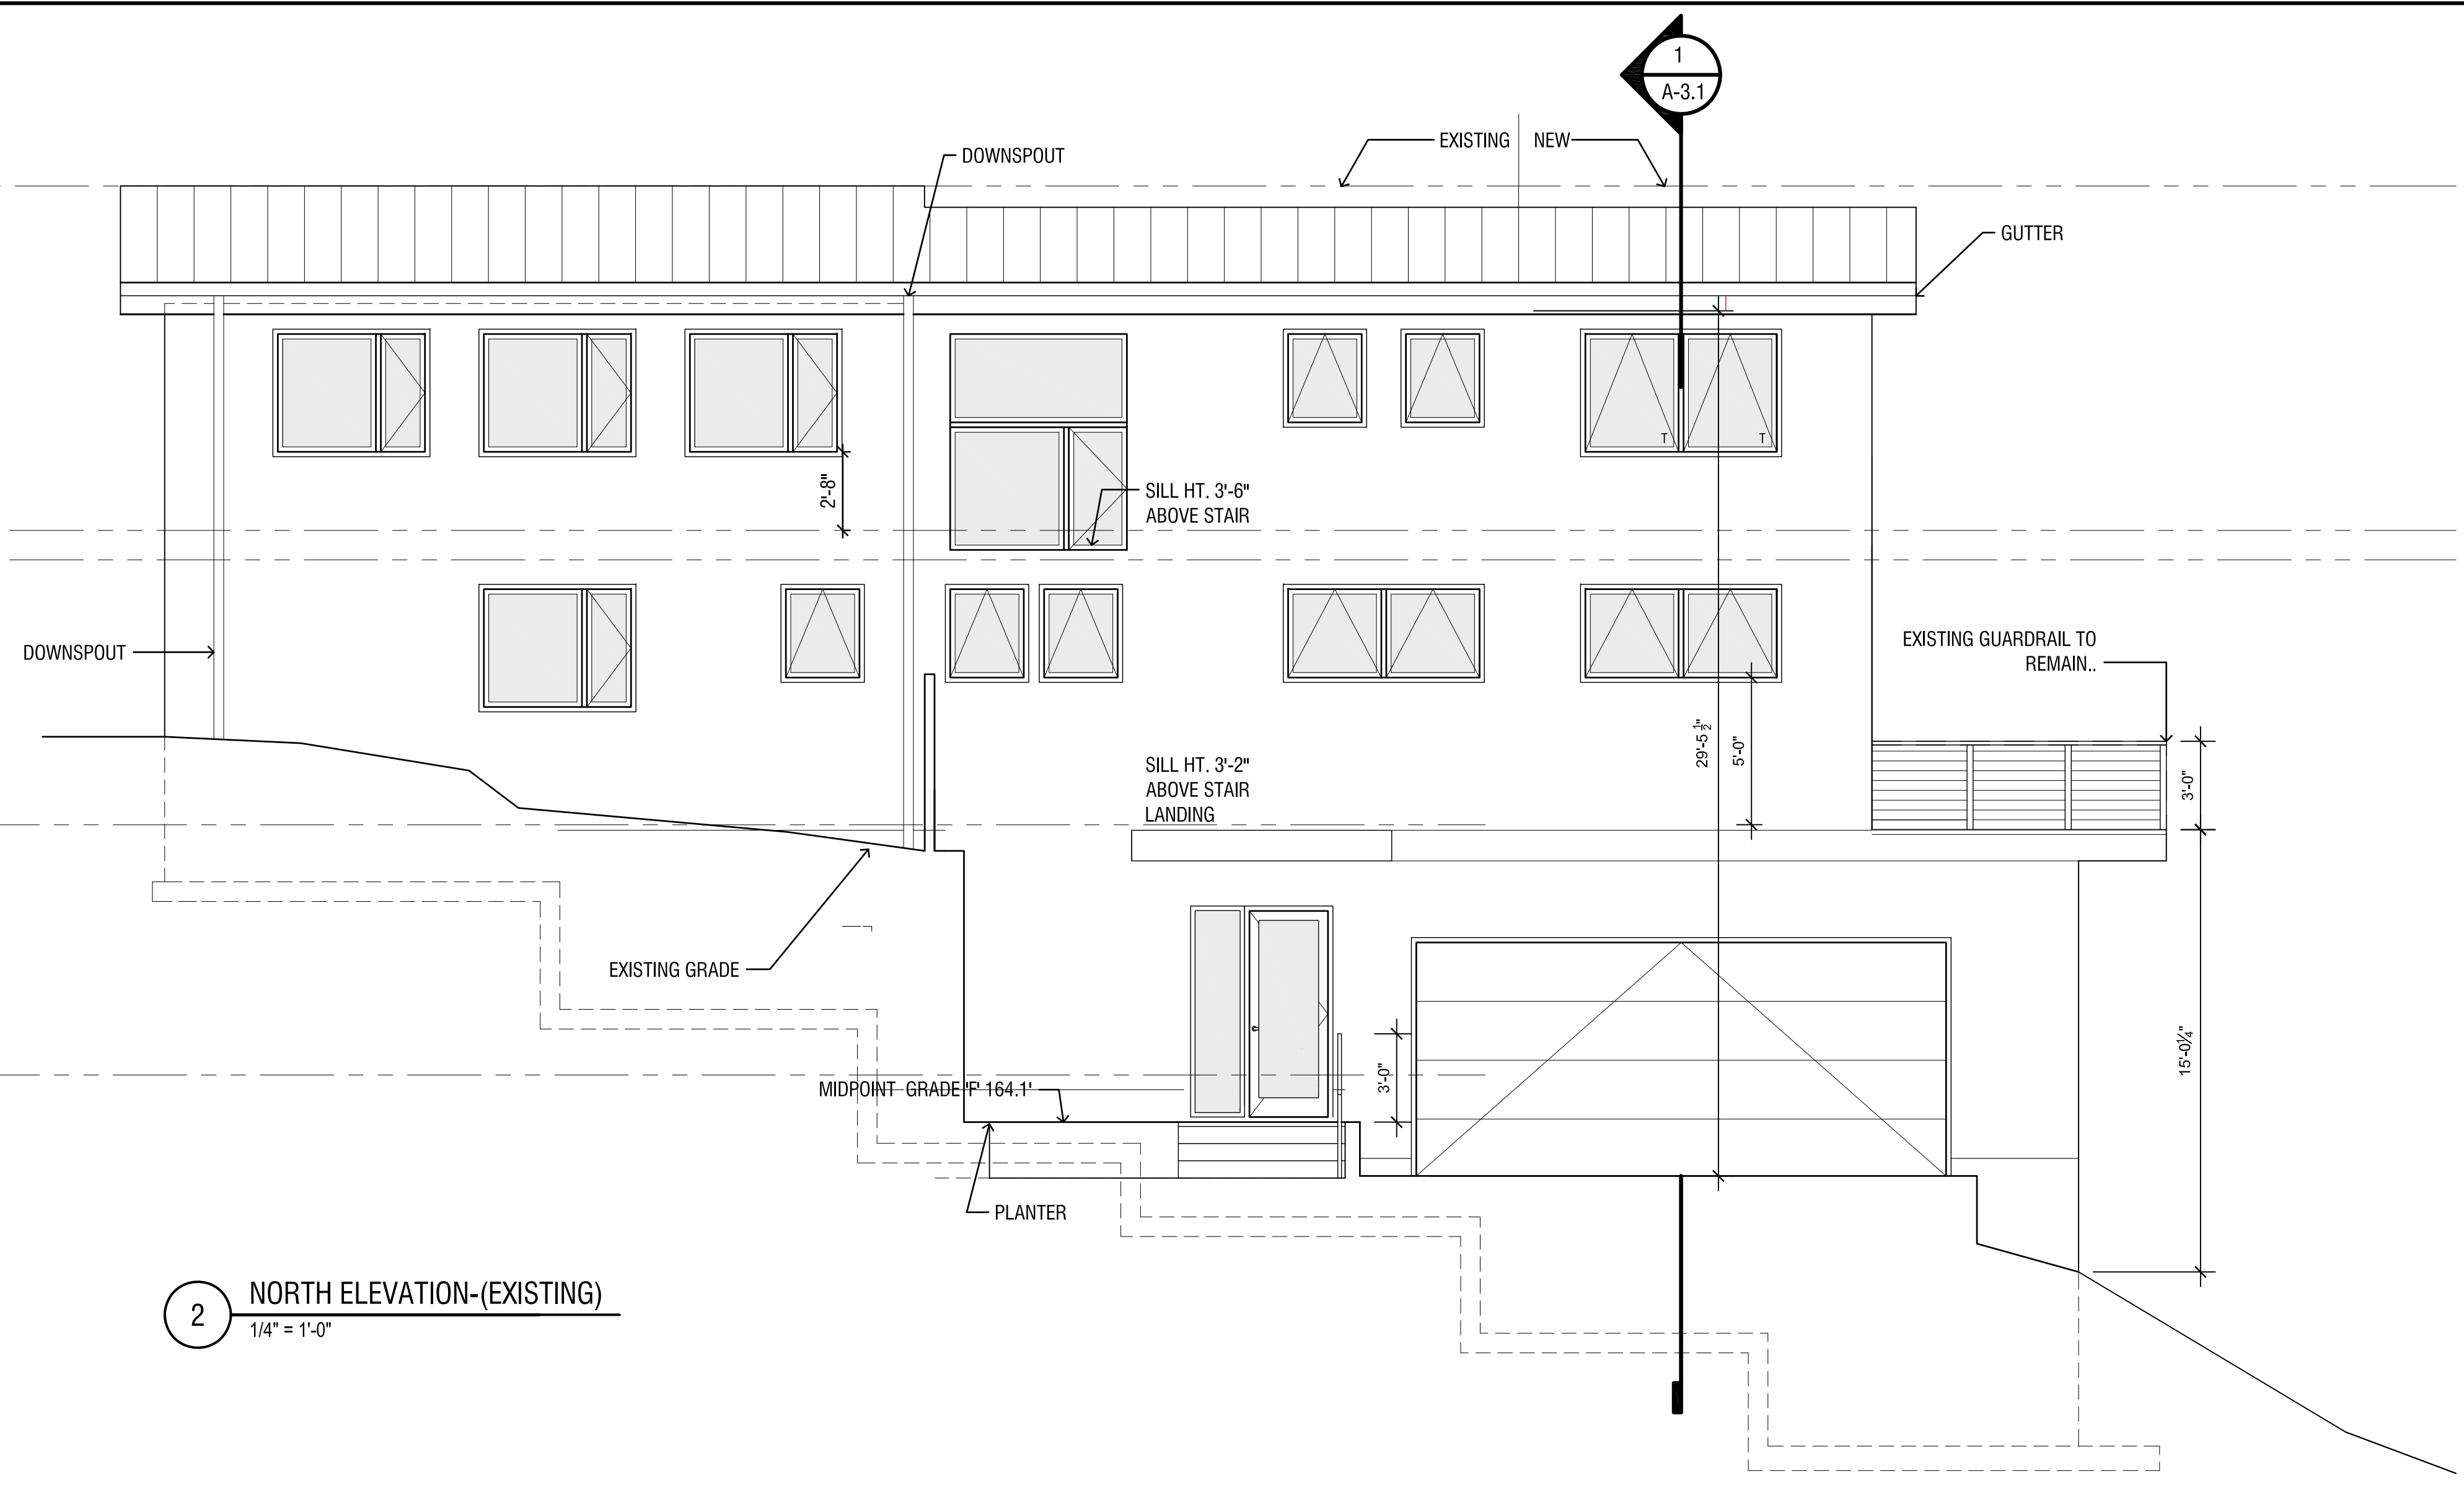 1
A-3.1
EXISTING NEW
DOWNSPOUT
GUTTER
T T
2'-8"
SILL HT. 3'-6"
ABOVE STAIR
DOWNSPOUT
EXISTING GUARDRAIL TO
REMAIN..
29'-5 1/2"
5'-0"
3'-0"
SILL HT. 3'-2"
ABOVE STAIR
LANDING
EXISTING GRADE
15'-01/4"
3'-0"
MIDPOINT GRADE 'F' 164.1'
PLANTER
2
NORTH ELEVATION-(EXISTING)
1/4" = 1'-0"